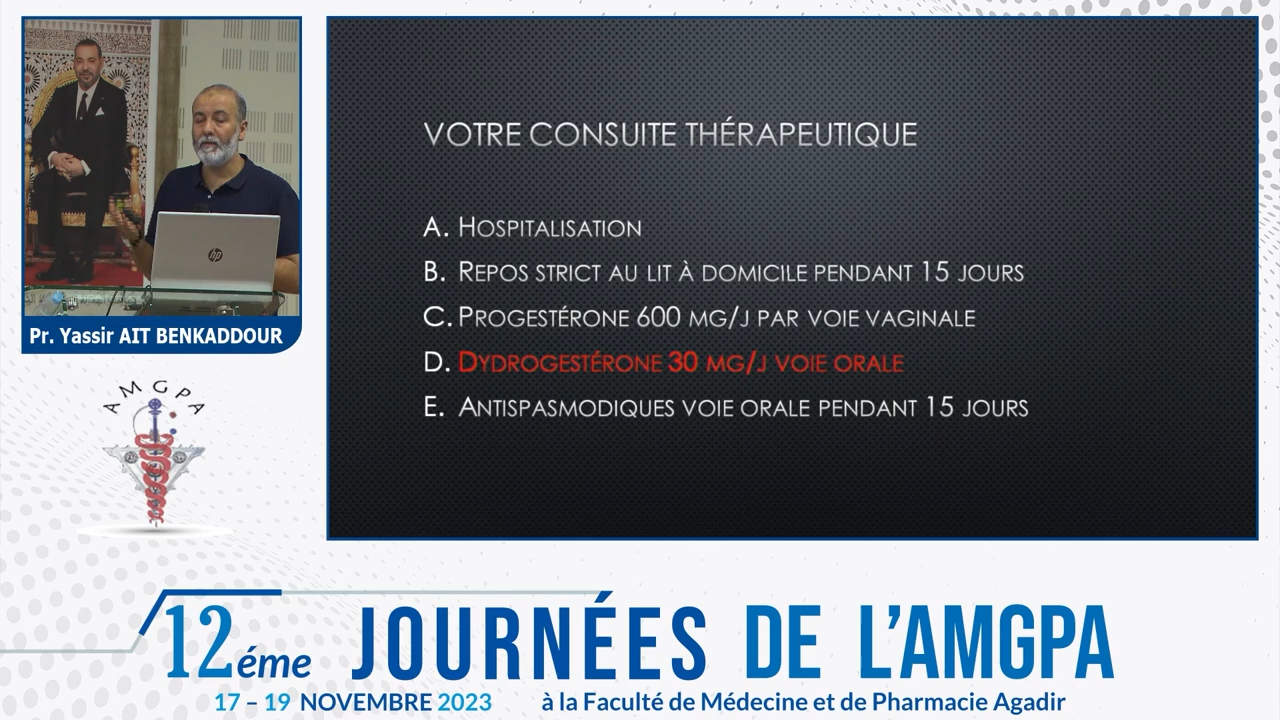 VOTRE CONSUITE THÉRAPEUTIQUE
A. HOSPITALISATION
B. REPOS STRICT AU LIT À DOMICILE PENDANT 15 JOURS
C. PROGESTÉRONE 600 MG/J PAR VOIE VAGINALE
D. DYDROGESTÉRONE 30 MG/J VOIE ORALE
E. ANTISPASMODIQUES VOIE ORALE PENDANT 15 JOURS
hp
Pr. Yassir AIT BENKADDOUR
AMGPA
12éme JOURNÉES DE L'AMGPA
17 – 19 NOVEMBRE 2023 à la Faculté de Médecine et de Pharmacie Agadir